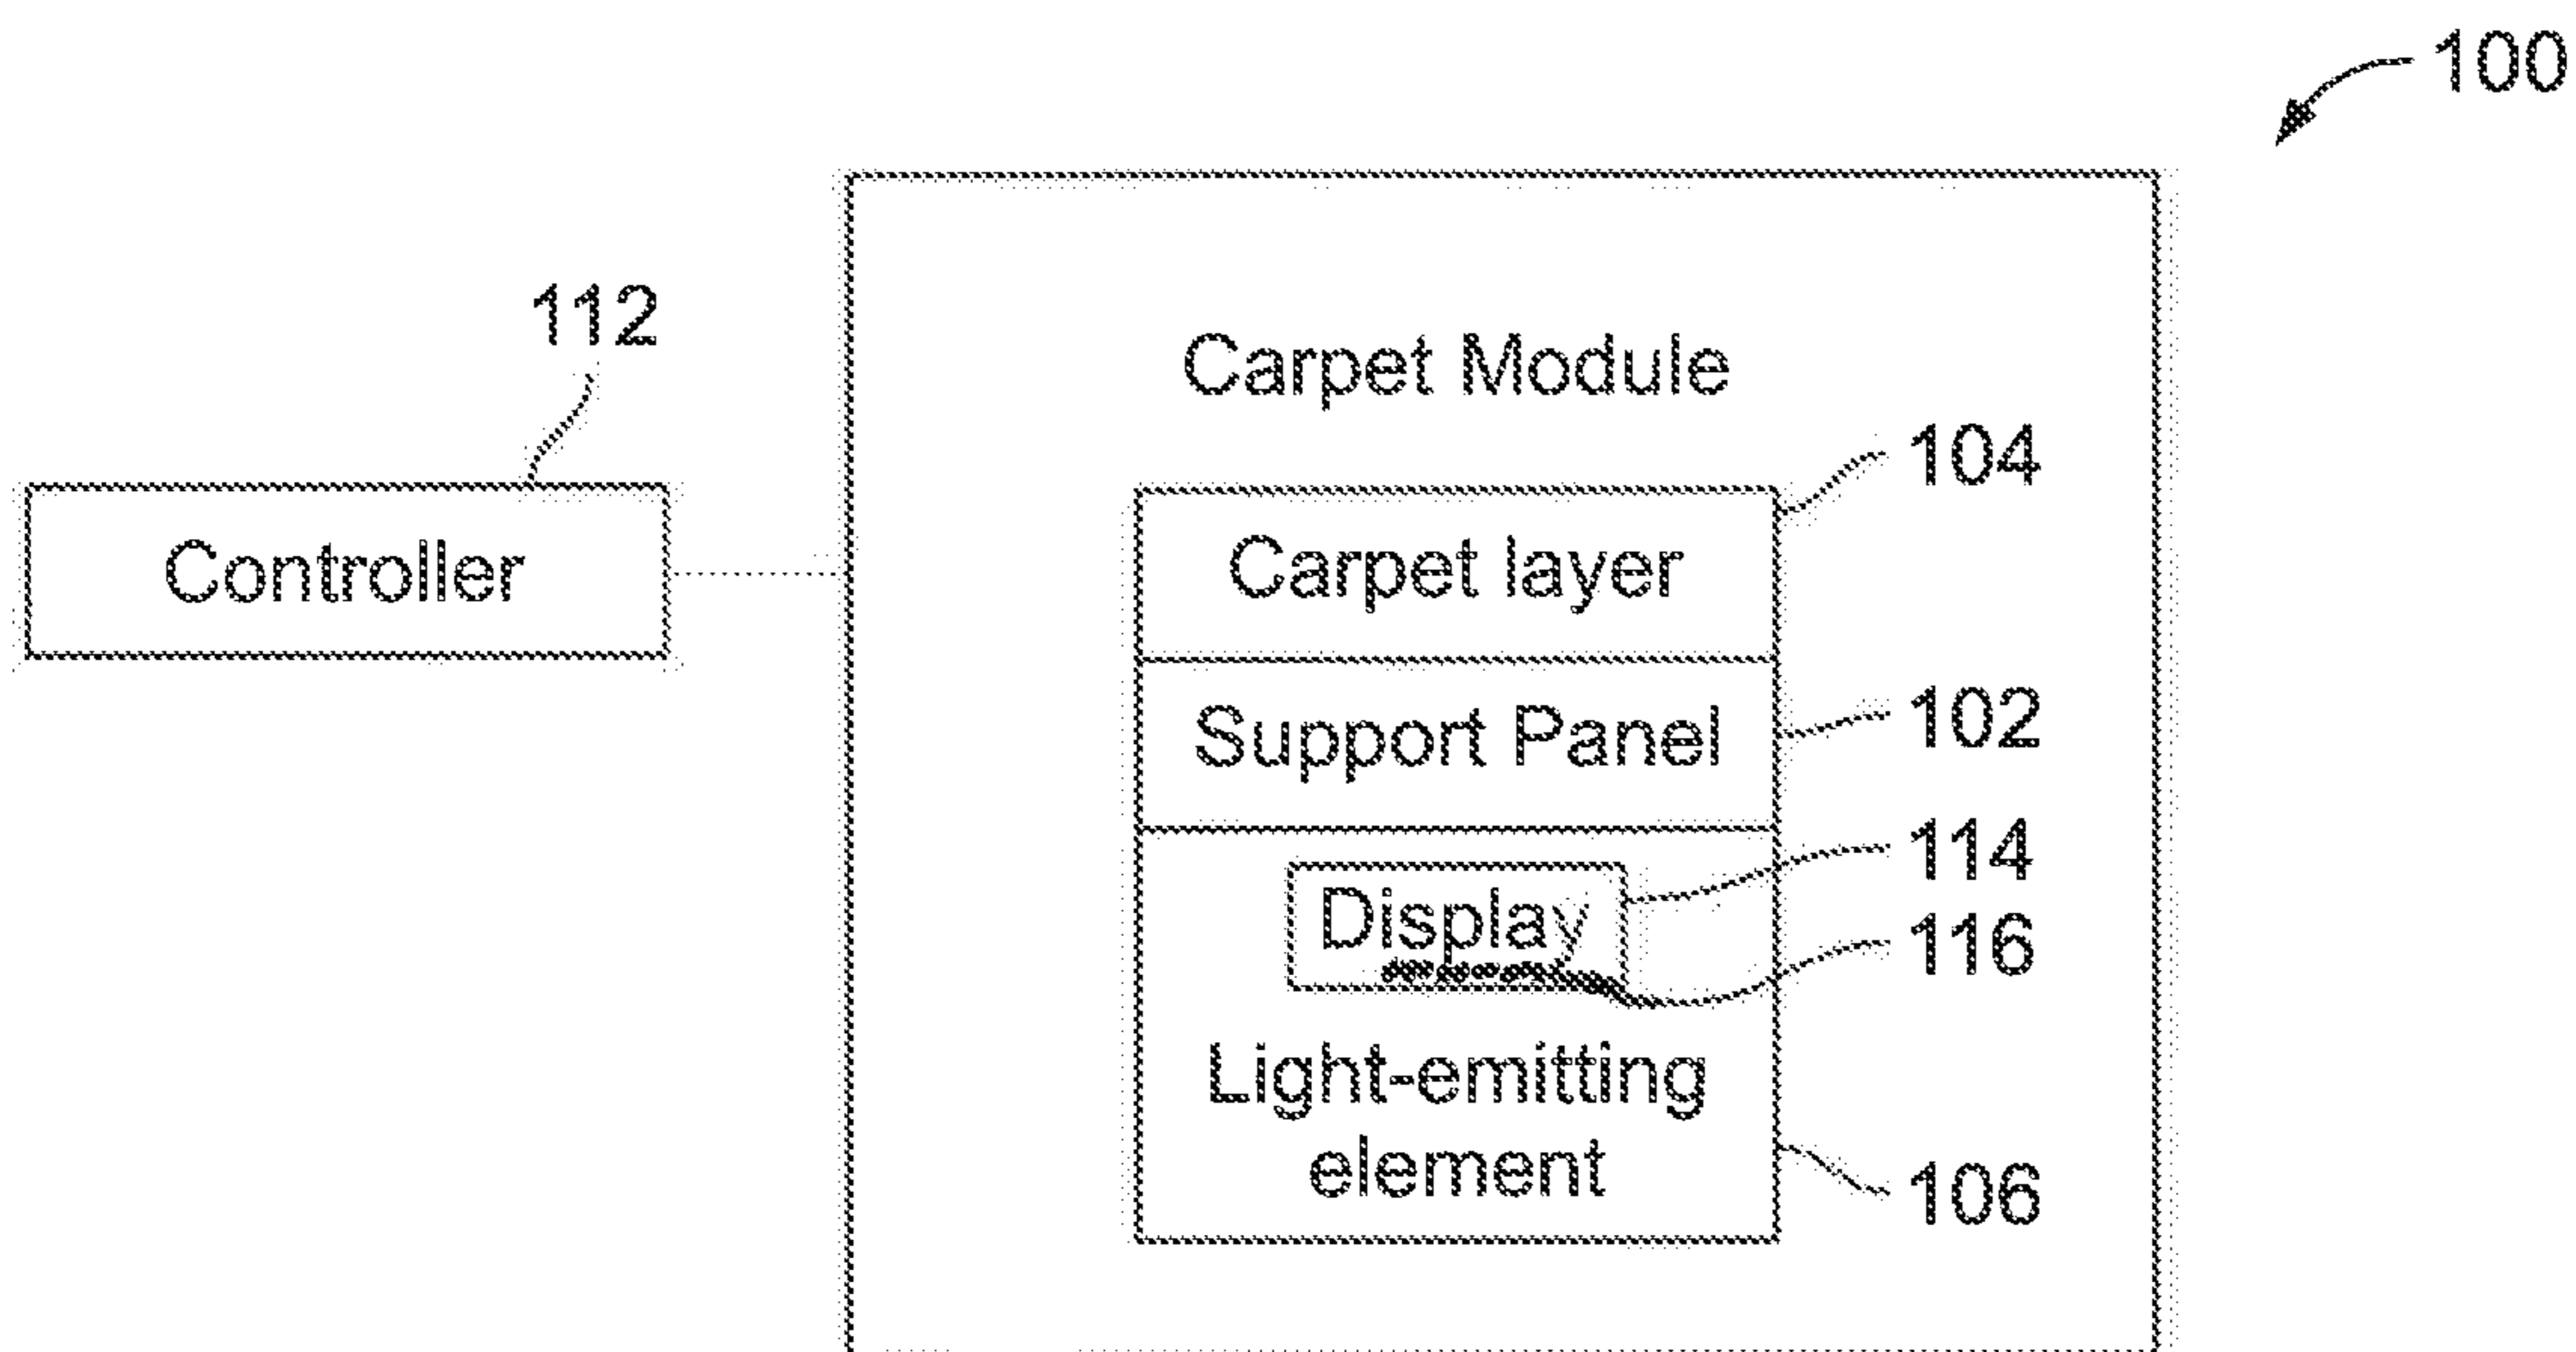 100
112
Carpet Module
104
Controller
Carpet layer
102
Support Panel
114
Display
116
Light-emitting
element
106